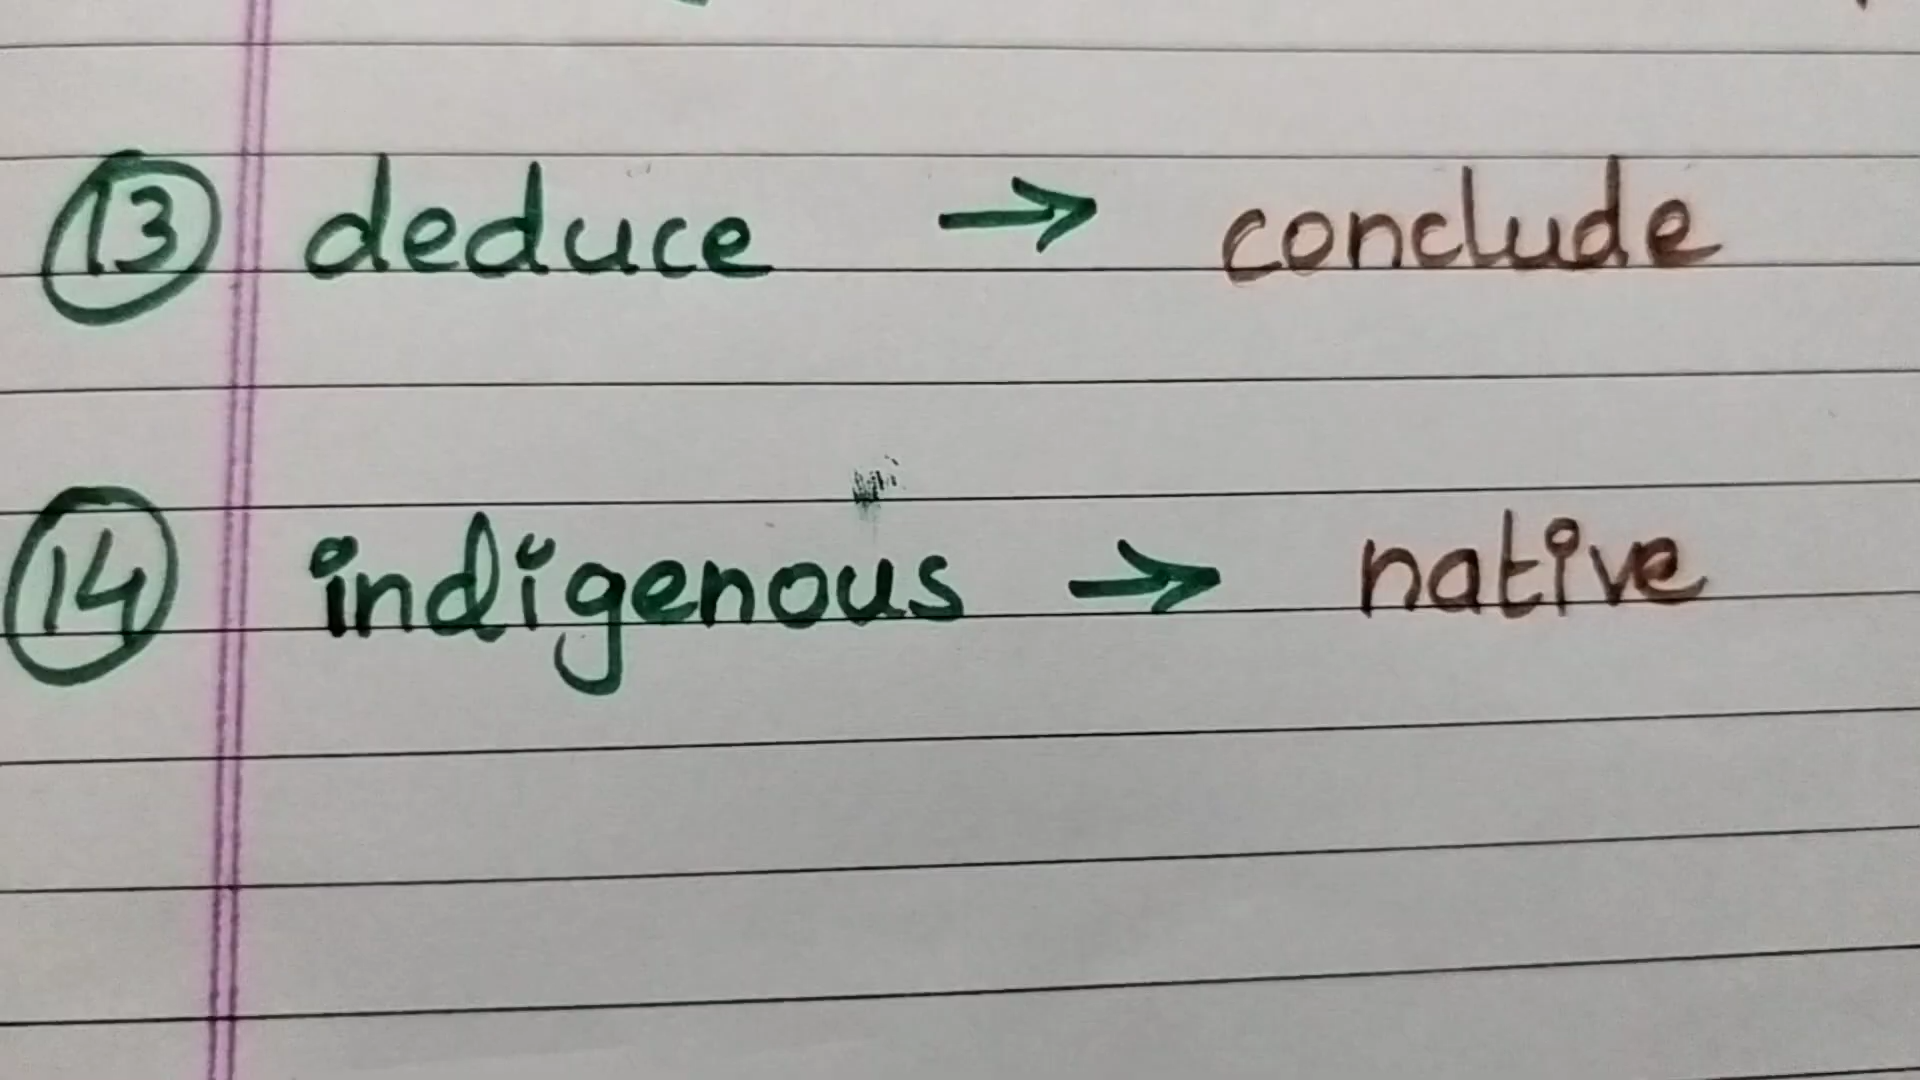 13 deduce → conclude
14 indigenous → native